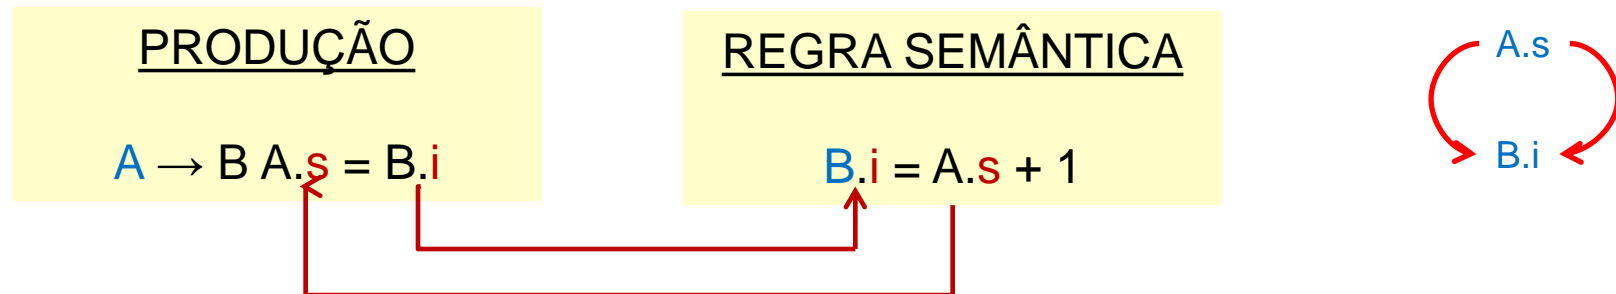 PRODUÇÃO
A → B A.s = B.i
REGRA SEMÂNTICA
B.i = A.s + 1
A.s
B.i